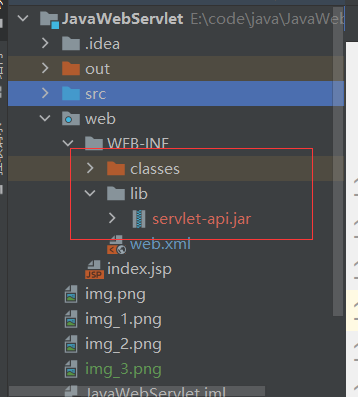 JavaWebServlet E:\code\java\JavaWeb
.idea
out
src
web
WEB-INF
classes
lib
servlet-api.jar
web.xml
JSP index.jsp
img.png
img_1.png
img_2.png
img_3.png
JavaWebServlet.iml